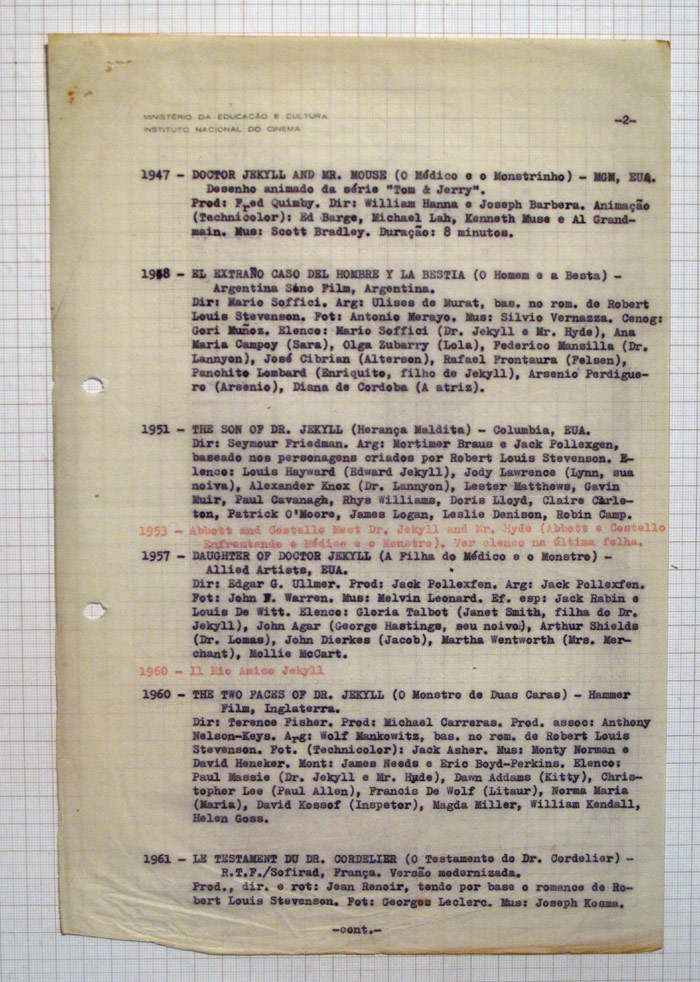 MINISTÉRIO DA EDUCAÇÃO E CULTURA
INSTITUTO NACIONAL DO CINEMA
-2-
1947 - DOCTOR JEKYLL AND MR. MOUSE (O Médico e o Monstrinho) - MGM, EUA.
Desenho animado da série "Tom & Jerry".
Prod: Fred Quimby. Dir: William Hanna e Joseph Barbera. Animação
(Technicolor): Ed Barge, Michael Lah, Kenneth Muse e Al Grand-
main. Mus: Scott Bradley. Duração: 8 minutos.
1948 - EL EXTRAÑO CASO DEL HOMBRE Y LA BESTIA (O Homem e a Besta) -
Argentina Sono Film, Argentina.
Dir: Mario Soffici. Arg: Ulises de Murat, bas. no rom. de Robert
Louis Stevenson. Fot: Antonio Merayo. Mus: Silvio Vernazza. Cenog:
Gori Muñoz. Elenco: Mario Soffici (Dr. Jekyll e Mr. Hyde), Ana
Maria Campoy (Sara), Olga Zubarry (Lola), Federico Mansilla (Dr.
Lannyon), José Cibrian (Alterson), Rafael Frontaura (Felsen),
Panchito Lombard (Enriquito, filho de Jekyll), Arsenio Perdigue-
ro (Arsenio), Diana de Cordoba (A atriz).
1951 - THE SON OF DR. JEKYLL (Herança Maldita) - Columbia, EUA.
Dir: Seymour Friedman. Arg: Mortimer Braus e Jack Pollexgen,
baseado nos personagens criados por Robert Louis Stevenson. E-
lenco: Louis Hayward (Edward Jekyll), Jody Lawrence (Lynn, sua
noiva), Alexander Knox (Dr. Lannyon), Lester Matthews, Gavin
Muir, Paul Cavanagh, Rhys Williams, Doris Lloyd, Claire Carle-
ton, Patrick O'Moore, James Logan, Leslie Denison, Robin Camp.
1953 - Abbott and Costello Meet Dr. Jekyll and Mr. Hyde (Abbott e Costello
Enfrentando o Médico e o Monstro). Ver elenco na última folha.
1957 - DAUGHTER OF DOCTOR JEKYLL (A Filha do Médico e o Monstro) -
Allied Artists, EUA.
Dir: Edgar G. Ullmer. Prod: Jack Pollexfen. Arg: Jack Pollexfen.
Fot: John F. Warren. Mus: Melvin Leonard. Ef. esp: Jack Rabin e
Louis De Witt. Elenco: Gloria Talbot (Janet Smith, filha do Dr.
Jekyll), John Agar (George Hastings, seu noivo), Arthur Shields
(Dr. Lomas), John Dierkes (Jacob), Martha Wentworth (Mrs. Mer-
chant), Mollie McCart.
1960 - Il Mio Amico Jekyll
1960 - THE TWO FACES OF DR. JEKYLL (O Monstro de Duas Caras) - Hammer
Film, Inglaterra.
Dir: Terence Fisher. Prod: Michael Carreras. Prod. assoc: Anthony
Nelson-Keys. Arg: Wolf Mankowitz, bas. no rom. de Robert Louis
Stevenson. Fot. (Technicolor): Jack Asher. Mus: Monty Norman e
David Heneker. Mont: James Needs e Eric Boyd-Perkins. Elenco:
Paul Massie (Dr. Jekyll e Mr. Hyde), Dawn Addams (Kitty), Chris-
topher Lee (Paul Allen), Francis De Wolf (Litaur), Norma Maria
(Maria), David Kossof (Inspetor), Magda Miller, William Kendall,
Helen Goss.
1961 - LE TESTAMENT DU DR. CORDELIER (O Testamento do Dr. Cordelier) -
R.T.F./Sofirad, França. Versão modernizada.
Prod., dir. e rot: Jean Renoir, tendo por base o romance de Ro-
bert Louis Stevenson. Fot: Georges Leclerc. Mus: Joseph Kosma.
-cont.-